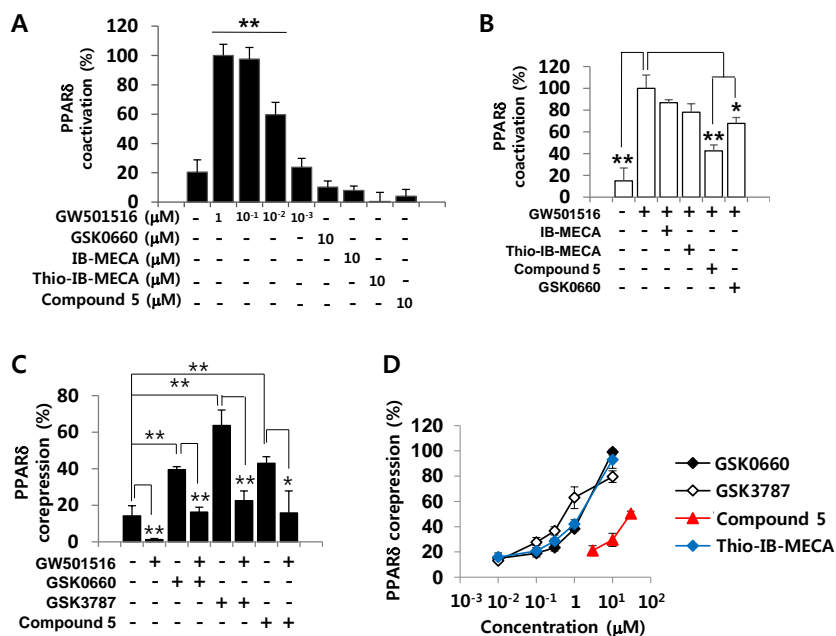 A
**
PPARδ
coactivation (%)
120
100
80
60
40
20
0
GW501516 (μM) - 1 10-1 10-2 10-3 - - - -
GSK0660 (μM) - - - - - 10 - - -
IB-MECA (μM) - - - - - - 10 - -
Thio-IB-MECA (μM) - - - - - - - 10 -
Compound 5 (μM) - - - - - - - - 10
B
PPARδ
coactivation (%)
120
100
80
60
40
20
0
** ** *
GW501516 - + + + + +
IB-MECA - - + - - -
Thio-IB-MECA - - - + - -
Compound 5 - - - - + -
GSK0660 - - - - - +
C
PPARδ
corepression (%)
80
60
40
20
0
**
**
**
** ** ** *
GW501516 - + - + - + - +
GSK0660 - - + + - - - -
GSK3787 - - - - + + - -
Compound 5 - - - - - - + +
D
PPARδ corepression (%)
120
100
80
60
40
20
0
10-3 10-2 10-1 1 101 102
Concentration (μM)
GSK0660
GSK3787
Compound 5
Thio-IB-MECA